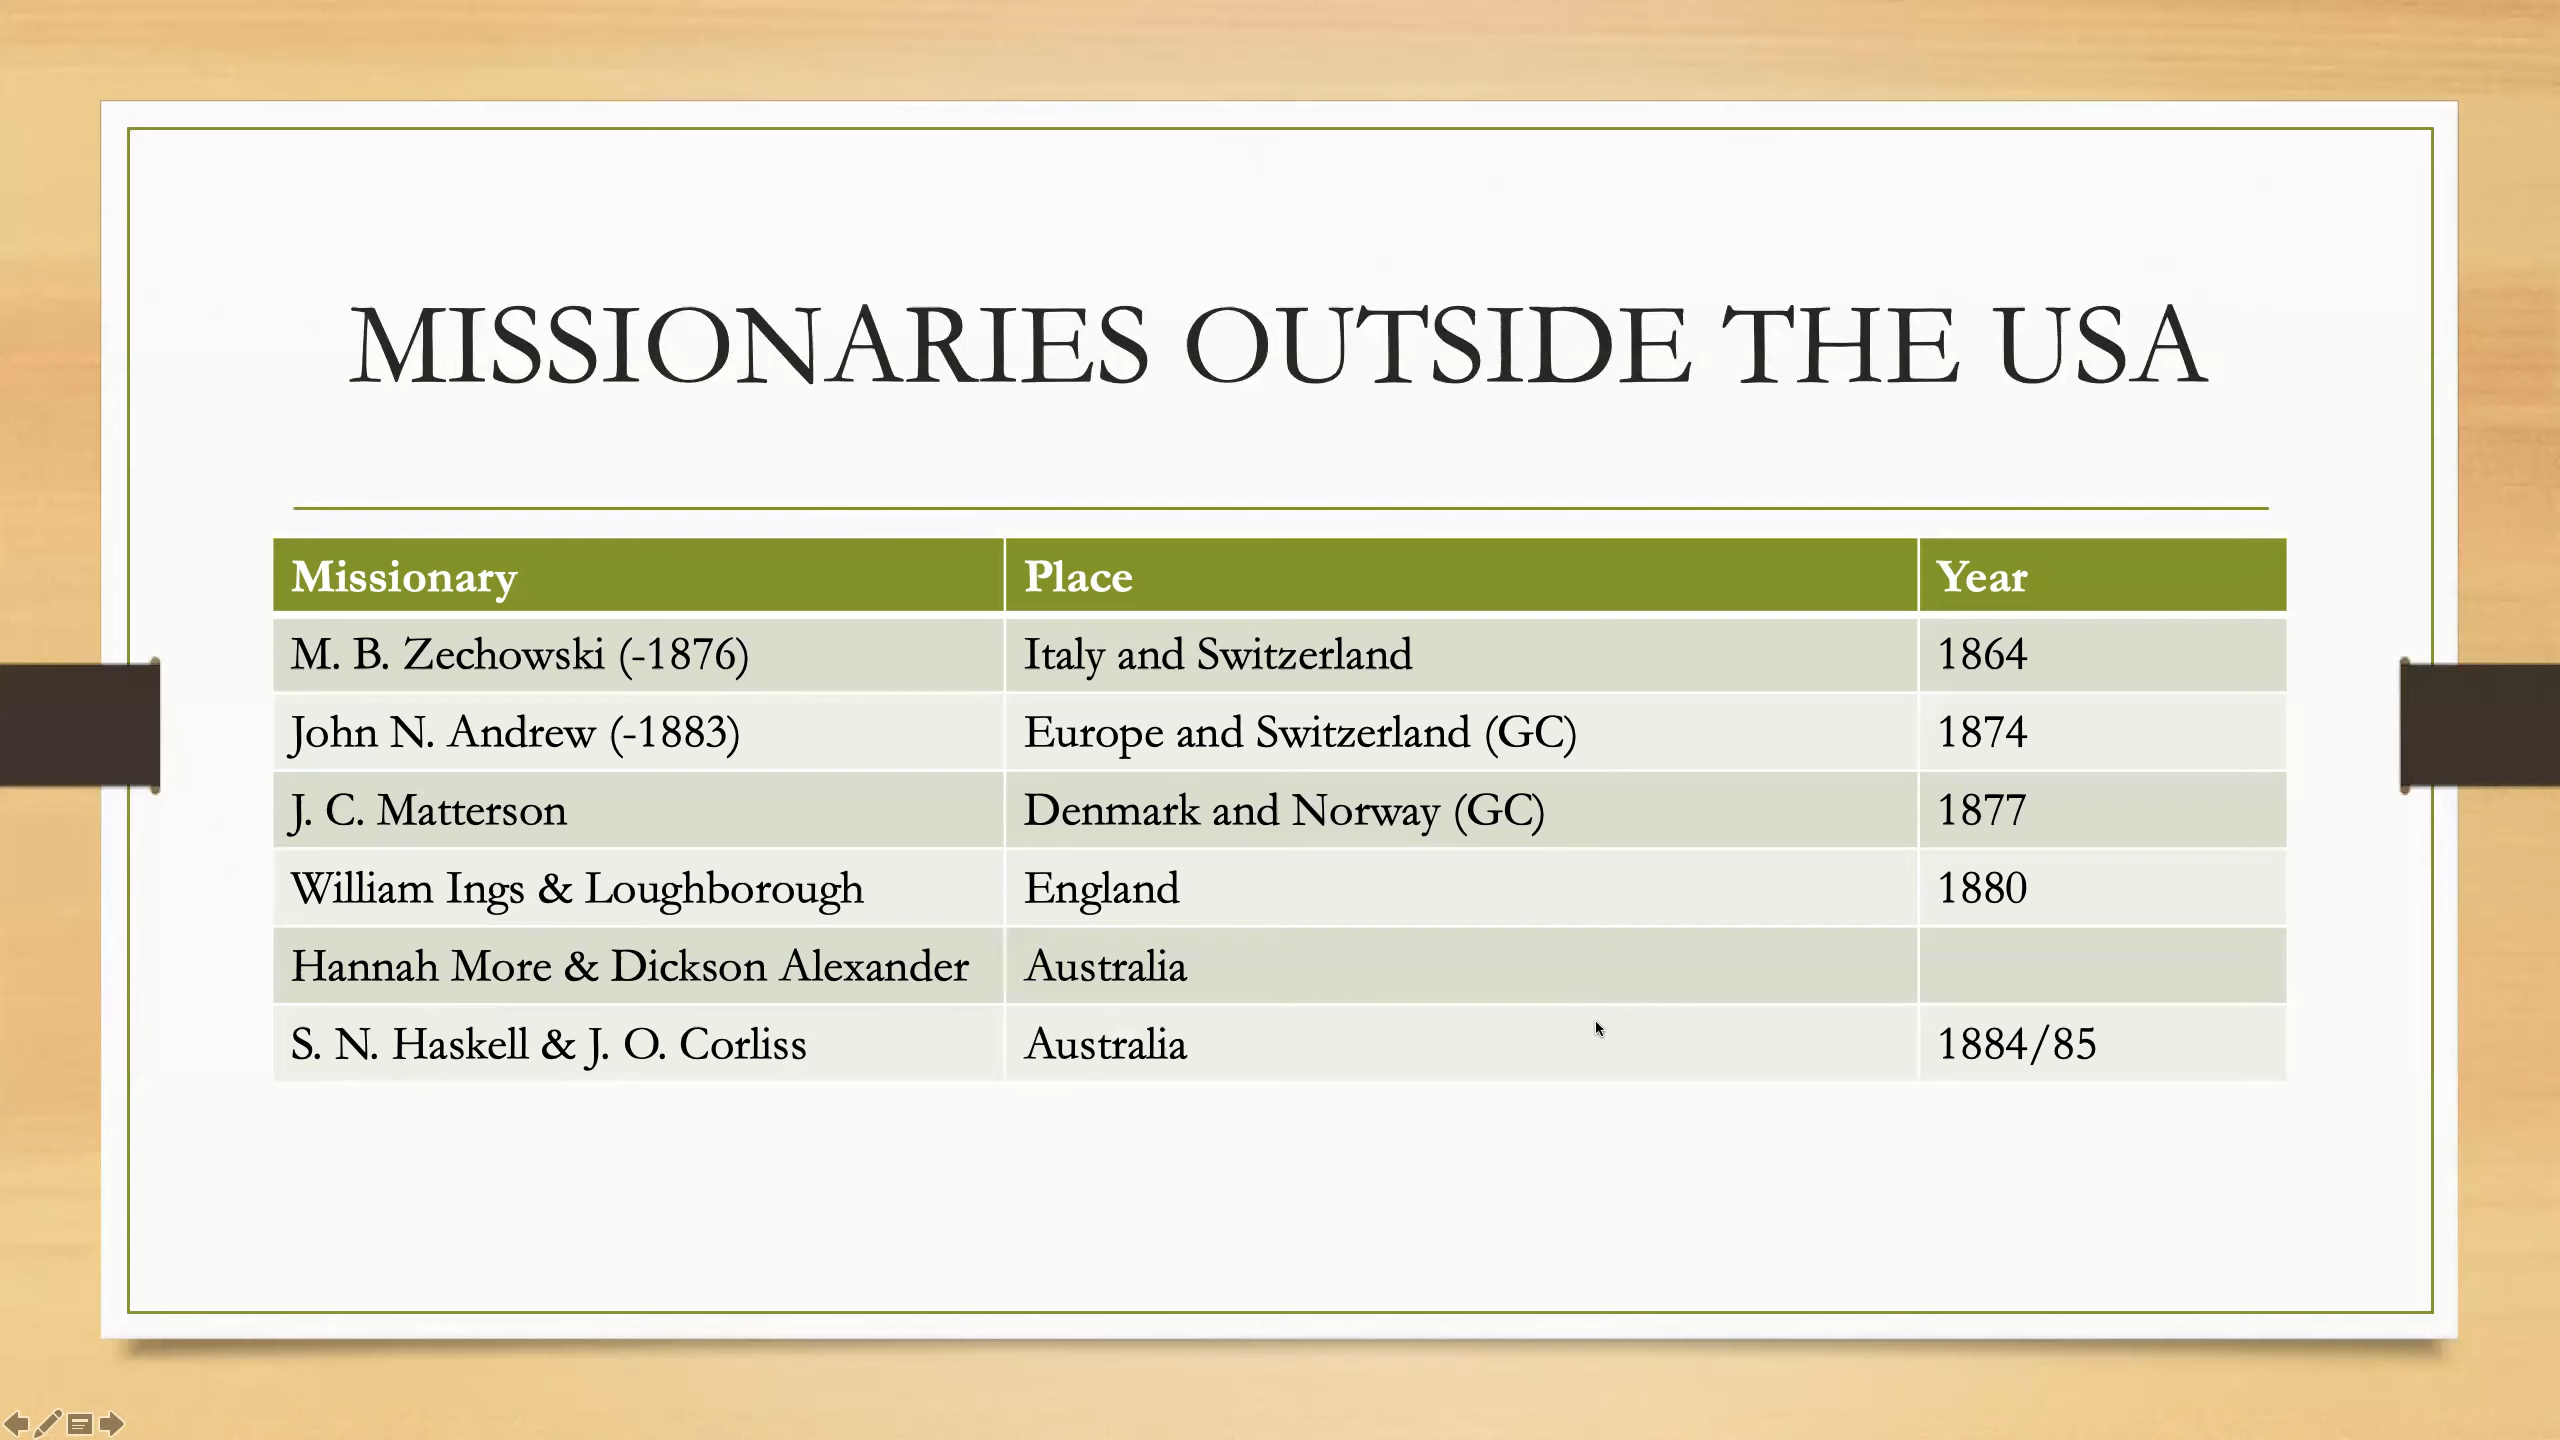 MISSIONARIES OUTSIDE THE USA
Missionary Place Year
M. B. Zechowski (-1876) Italy and Switzerland 1864
John N. Andrew (-1883) Europe and Switzerland (GC) 1874
J. C. Matterson Denmark and Norway (GC) 1877
William Ings & Loughborough England 1880
Hannah More & Dickson Alexander Australia
S. N. Haskell & J. O. Corliss Australia 1884/85